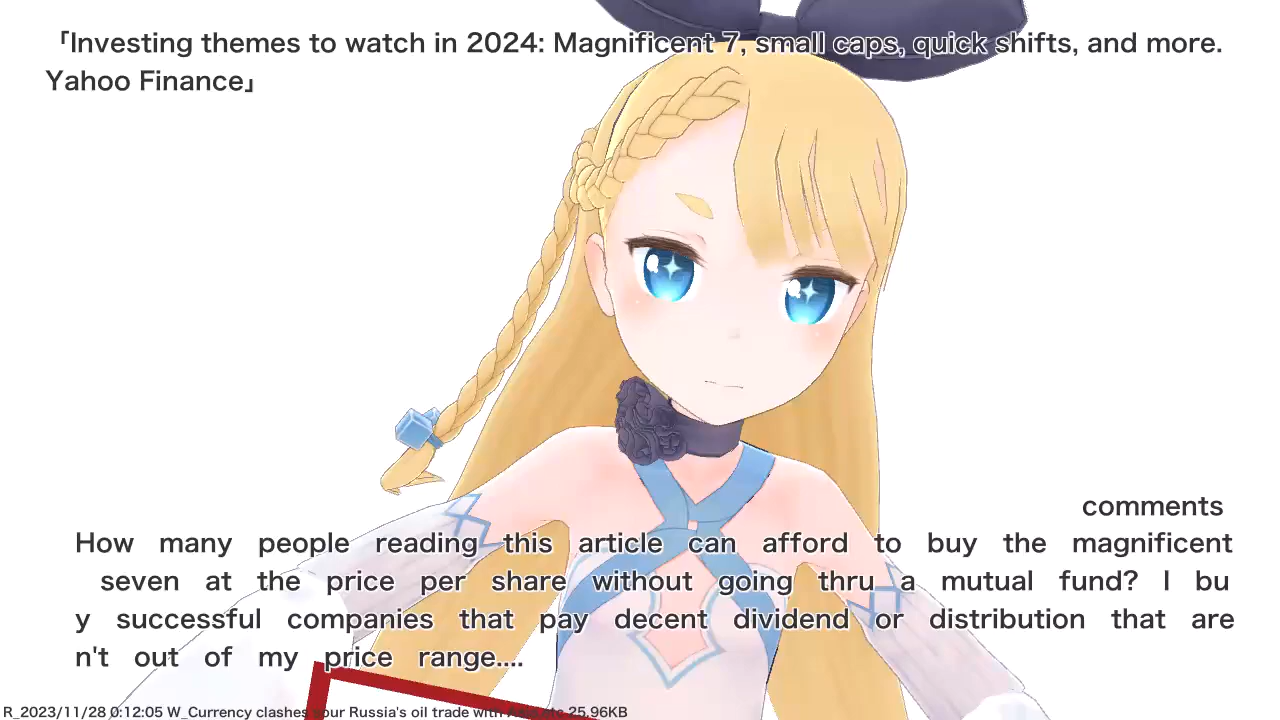 「Investing themes to watch in 2024: Magnificent 7, small caps, quick shifts, and more.
Yahoo Finance」
comments
How many people reading this article can afford to buy the magnificent
seven at the price per share without going thru a mutual fund? I bu
y successful companies that pay decent dividend or distribution that are
n't out of my price range....
R_2023/11/28 0:12:05 W_Currency clashes your Russia's oil trade with Asia.etc 25.96KB